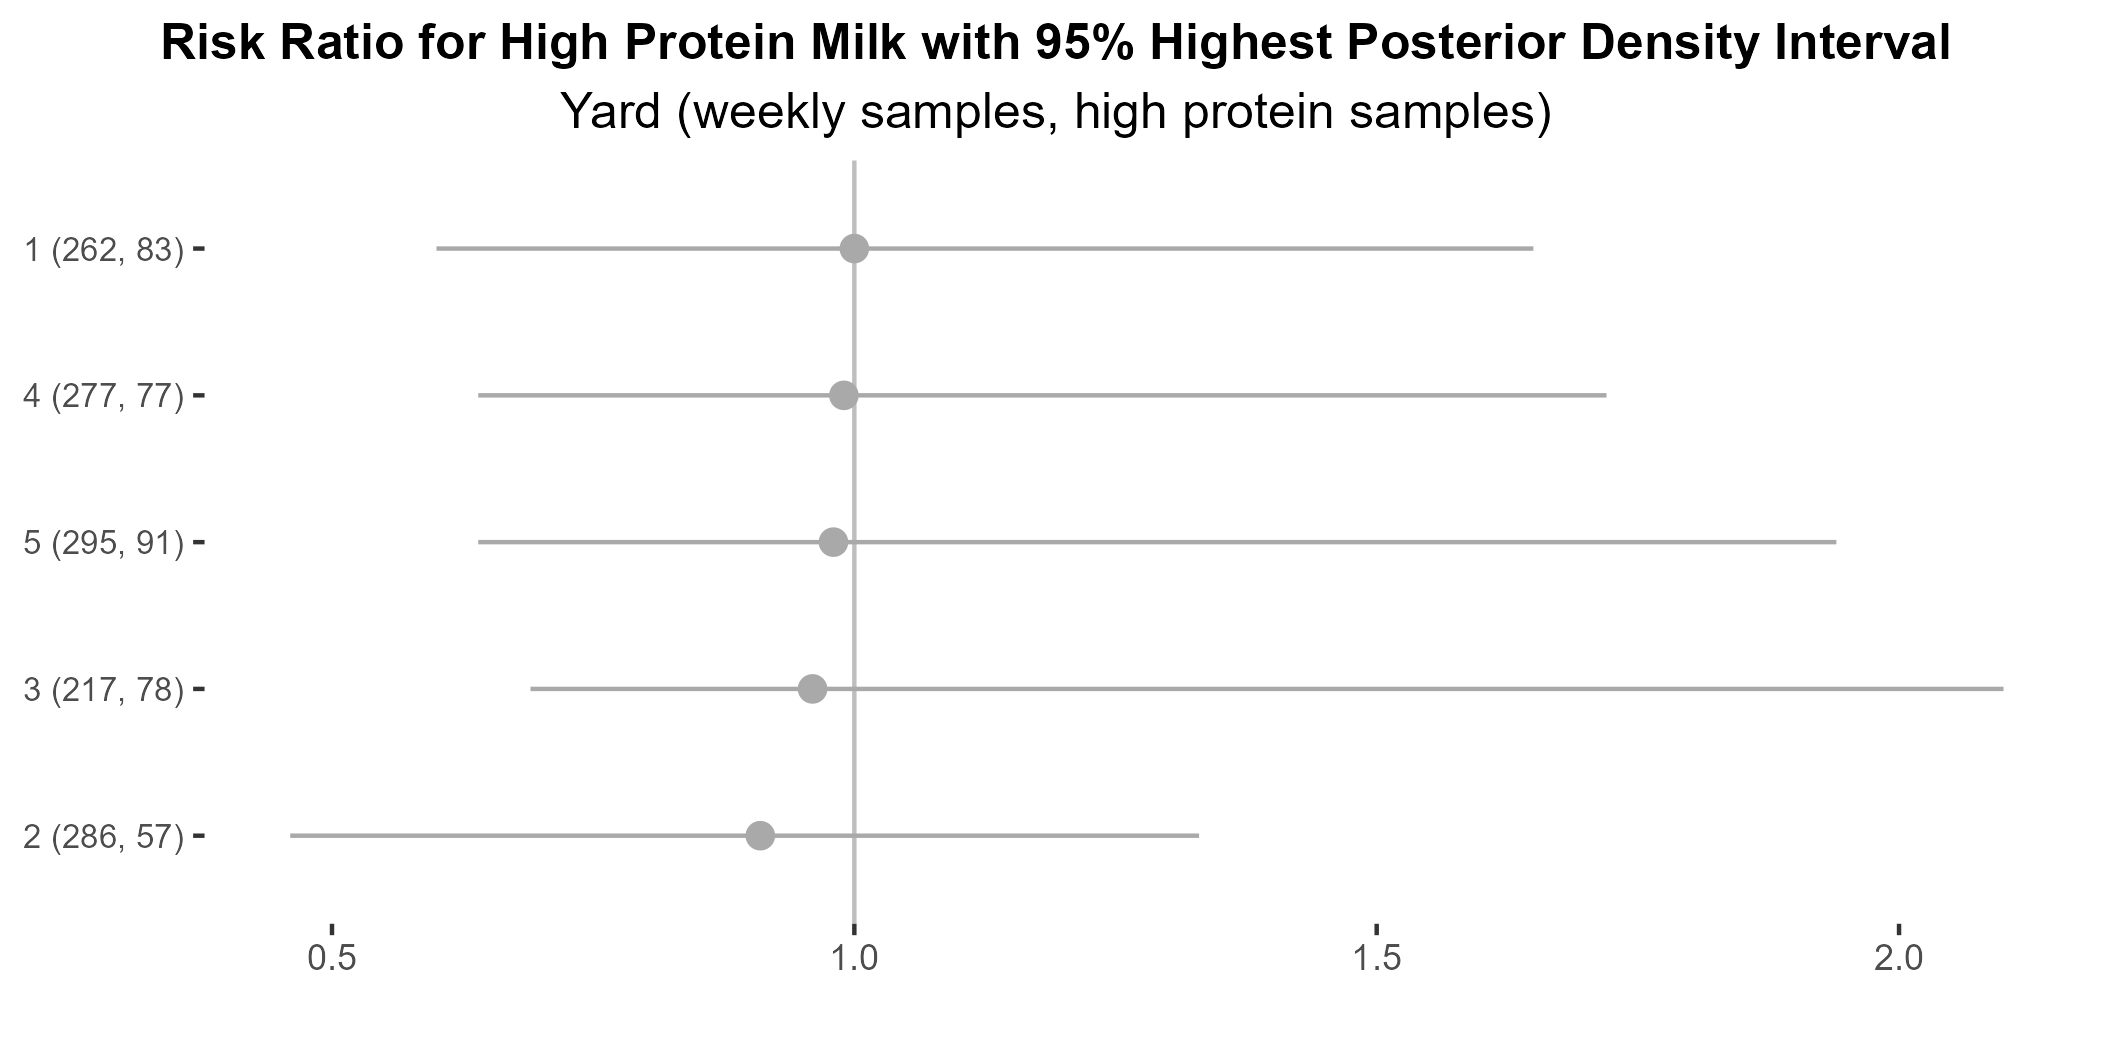 Risk Ratio for High Protein Milk with 95% Highest Posterior Density Interval
Yard (weekly samples, high protein samples)
1 (262, 83)
4 (277, 77)
5 (295, 91)
3 (217, 78)
2 (286, 57)
0.5 1.0 1.5 2.0